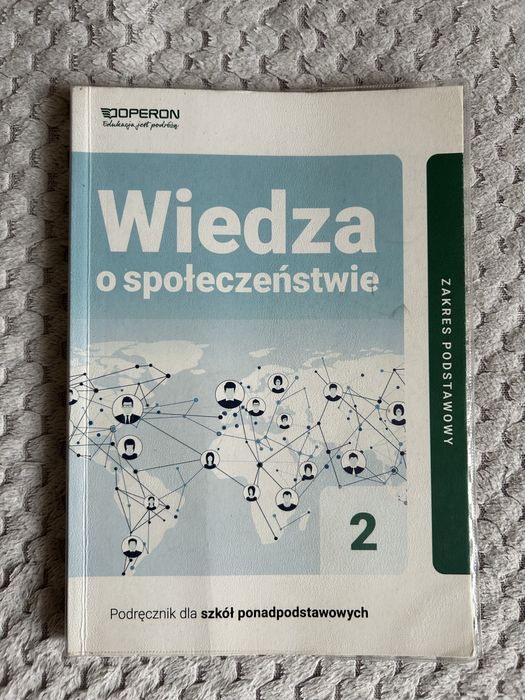 OPERON
Edukacja jest podróżą
Wiedza
o społeczeństwie
ZAKRES PODSTAWOWY
2
Podręcznik dla szkół ponadpodstawowych